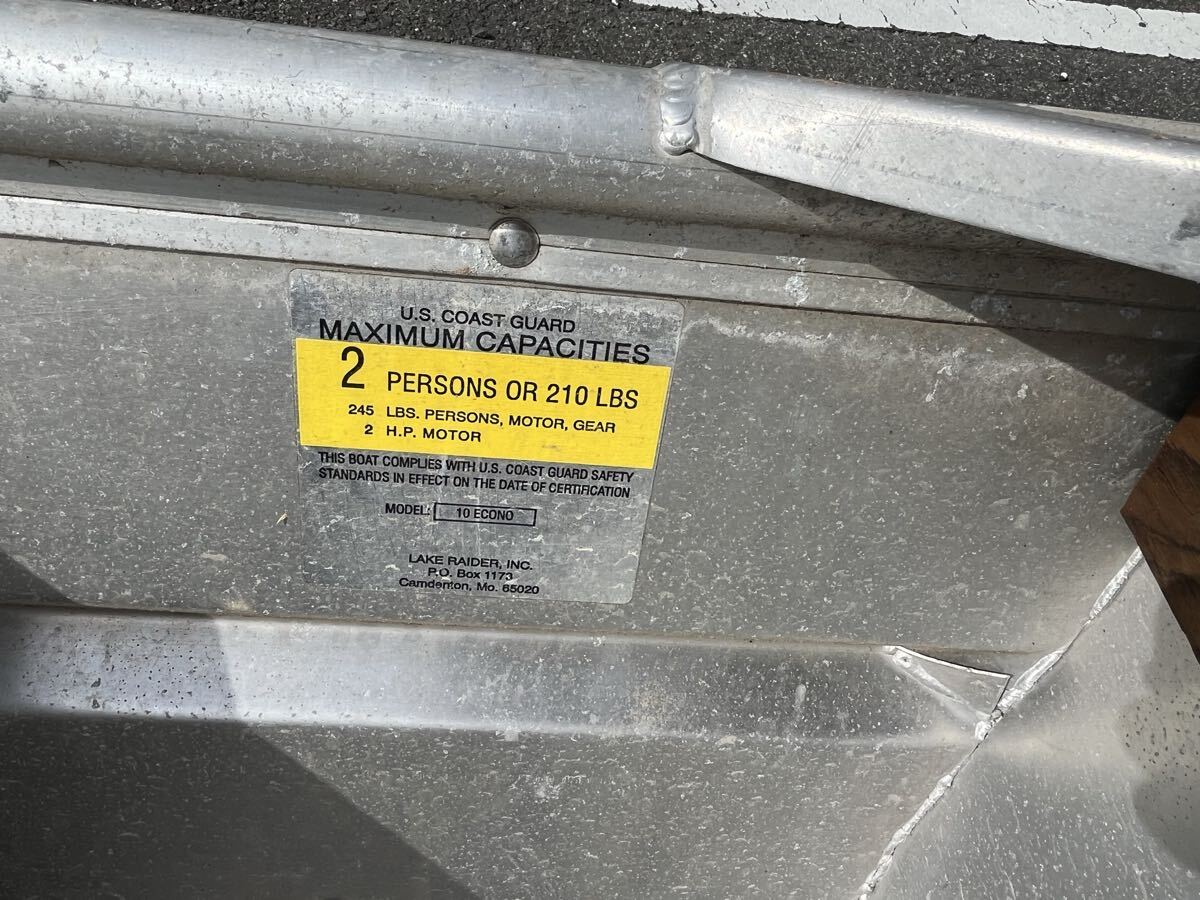 U.S. COAST GUARD
MAXIMUM CAPACITIES
2 PERSONS OR 210 LBS
245 LBS. PERSONS, MOTOR, GEAR
2 H.P. MOTOR
THIS BOAT COMPLIES WITH U.S. COAST GUARD SAFETY
STANDARDS IN EFFECT ON THE DATE OF CERTIFICATION
MODEL: 10 ECONO
LAKE RAIDER, INC.
P.O. Box 1173
Camdenton, Mo. 65020